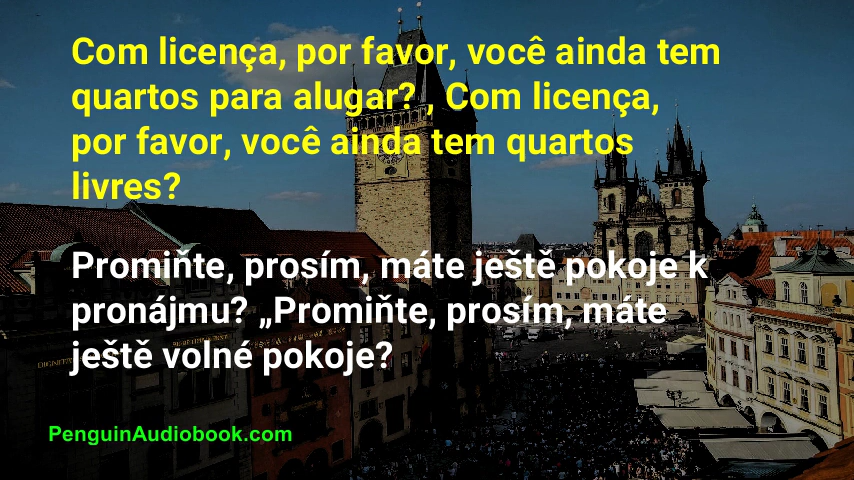 Com licença, por favor, você ainda tem
quartos para alugar? , Com licença,
por favor, você ainda tem quartos
livres?
Promiňte, prosím, máte ještě pokoje k
pronájmu? „Promiňte, prosím, máte
ještě volné pokoje?
PenguinAudiobook.com